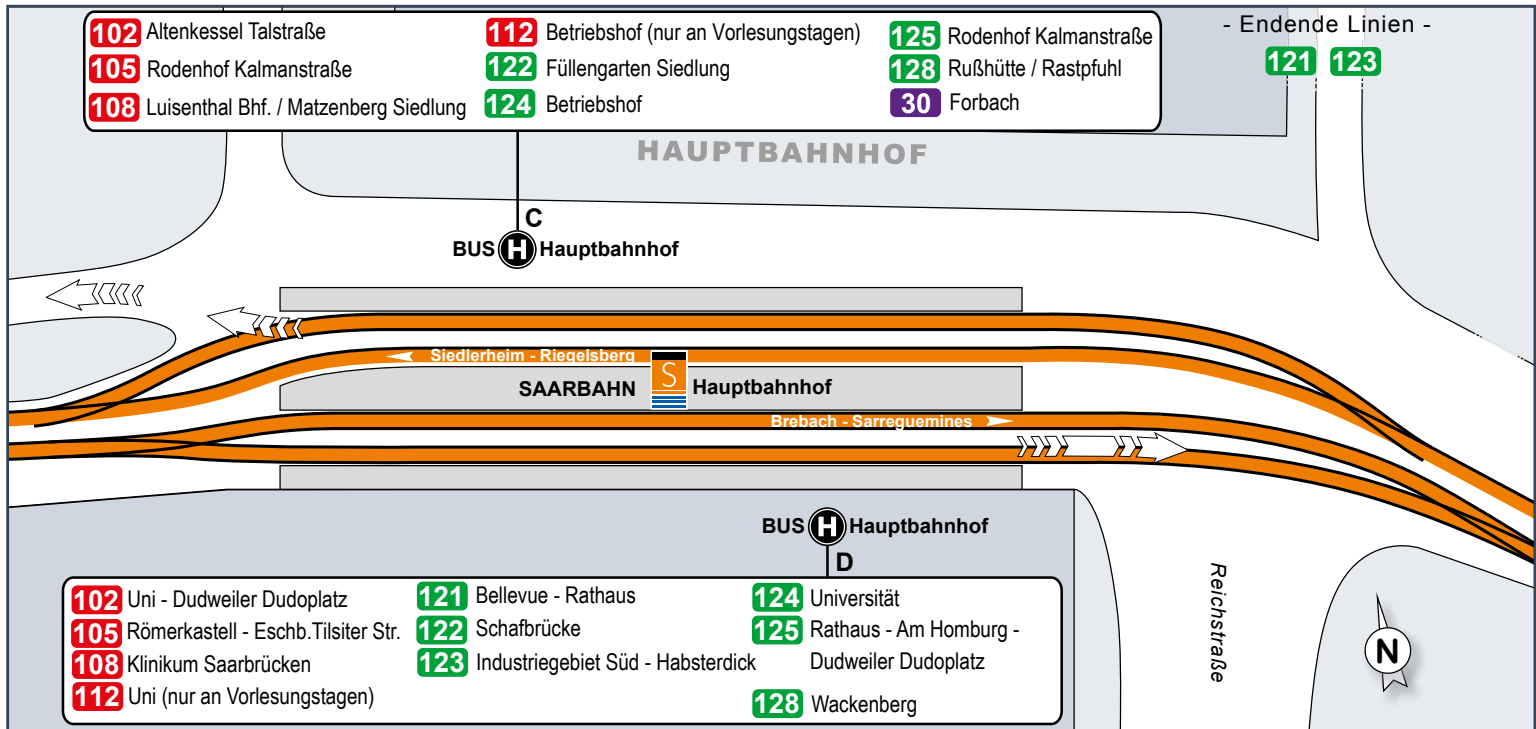 102 Altenkessel Talstraße
105 Rodenhof Kalmanstraße
108 Luisenthal Bhf. / Matzenberg Siedlung
112 Betriebshof (nur an Vorlesungstagen)
122 Füllengarten Siedlung
124 Betriebshof
125 Rodenhof Kalmanstraße
128 Rußhütte / Rastpfuhl
30 Forbach
- Endende Linien -
121 123
HAUPTBAHNHOF
C
BUS H Hauptbahnhof
Siedlerheim - Riegelsberg
SAARBAHN S Hauptbahnhof
Brebach - Sarreguemines
BUS H Hauptbahnhof
D
102 Uni - Dudweiler Dudoplatz
105 Römerkastell - Eschb.Tilsiter Str.
108 Klinikum Saarbrücken
112 Uni (nur an Vorlesungstagen)
121 Bellevue - Rathaus
122 Schafbrücke
123 Industriegebiet Süd - Habsterdick
124 Universität
125 Rathaus - Am Homburg -
Dudweiler Dudoplatz
128 Wackenberg
Reichstraße
N